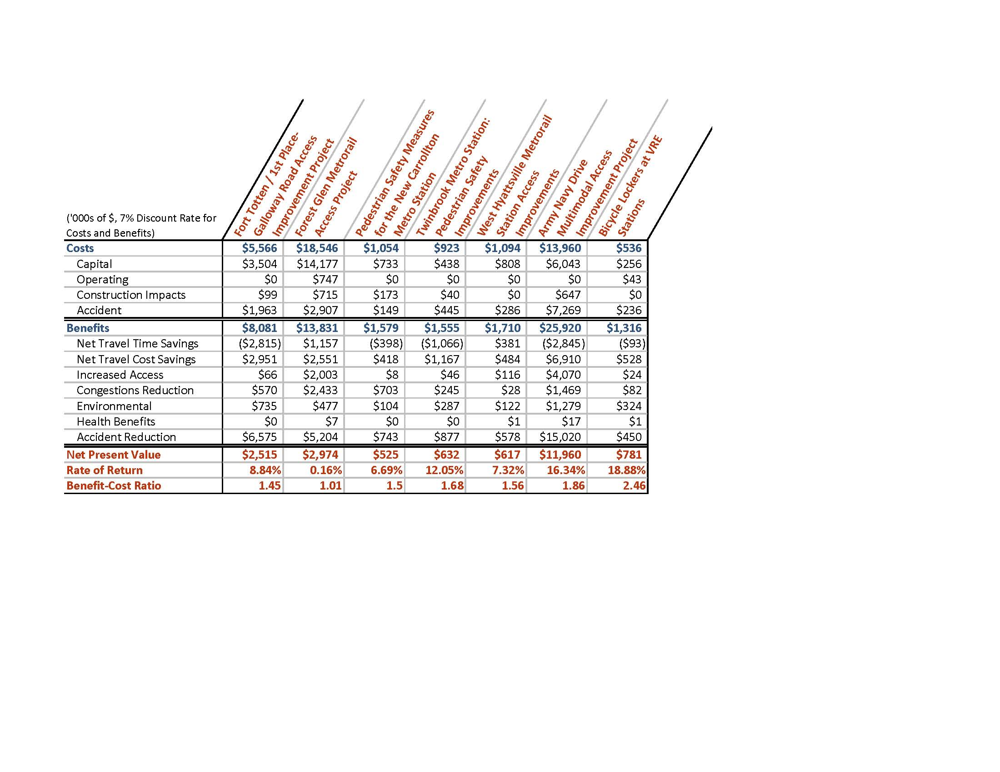 Fort Totten / 1st Place-
Galloway Road Access
Improvement Project
Forest Glen Metrorail
Access Project
Pedestrian Safety Measures
for the New Carrollton
Metro Station
Twinbrook Metro Station:
Pedestrian Safety
Improvements
West Hyattsville Metrorail
Station Access
Improvements
Army Navy Drive
Multimodal Access
Improvement Project
Bicycle Lockers at VRE
Stations
('000s of $, 7% Discount Rate for
Costs and Benefits)
Costs $5,566 $18,546 $1,054 $923 $1,094 $13,960 $536
Capital $3,504 $14,177 $733 $438 $808 $6,043 $256
Operating $0 $747 $0 $0 $0 $0 $43
Construction Impacts $99 $715 $173 $40 $0 $647 $0
Accident $1,963 $2,907 $149 $445 $286 $7,269 $236
Benefits $8,081 $13,831 $1,579 $1,555 $1,710 $25,920 $1,316
Net Travel Time Savings ($2,815) $1,157 ($398) ($1,066) $381 ($2,845) ($93)
Net Travel Cost Savings $2,951 $2,551 $418 $1,167 $484 $6,910 $528
Increased Access $66 $2,003 $8 $46 $116 $4,070 $24
Congestions Reduction $570 $2,433 $703 $245 $28 $1,469 $82
Environmental $735 $477 $104 $287 $122 $1,279 $324
Health Benefits $0 $7 $0 $0 $1 $17 $1
Accident Reduction $6,575 $5,204 $743 $877 $578 $15,020 $450
Net Present Value $2,515 $2,974 $525 $632 $617 $11,960 $781
Rate of Return 8.84% 0.16% 6.69% 12.05% 7.32% 16.34% 18.88%
Benefit-Cost Ratio 1.45 1.01 1.5 1.68 1.56 1.86 2.46